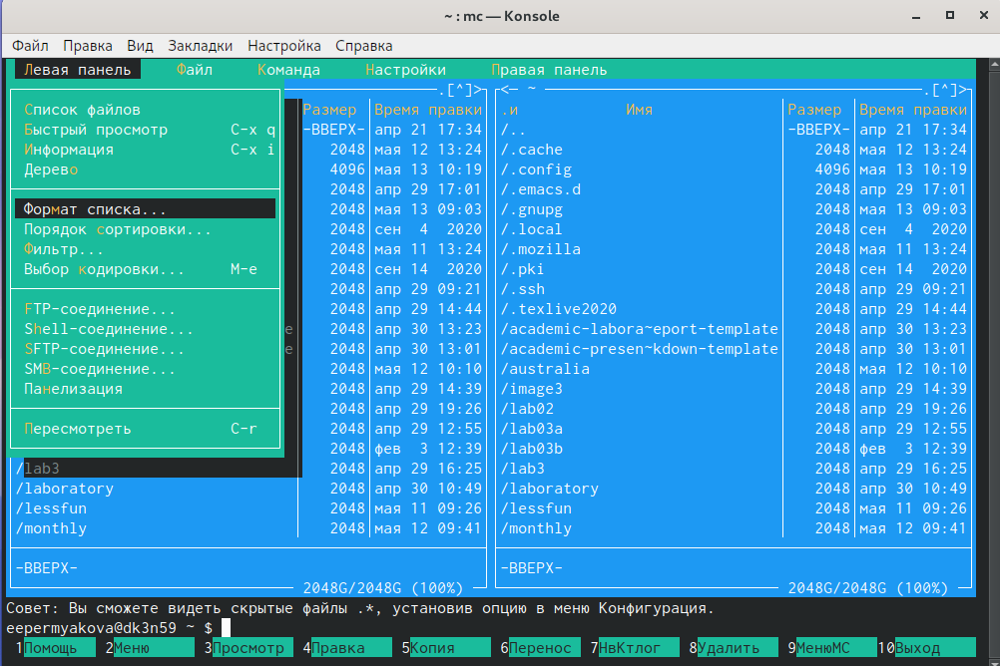 ~ : mc — Konsole
Файл Правка Вид Закладки Настройка Справка
Левая панель Файл Команда Настройки Правая панель
.[^]> <— ~ .[^]>
Список файлов Размер Время правки .и Имя Размер Время правки
Быстрый просмотр C-x q -ВВЕРХ- апр 21 17:34 /.. -ВВЕРХ- апр 21 17:34
Информация C-x i 2048 мая 12 13:24 /.cache 2048 мая 12 13:24
Дерево 4096 мая 13 10:19 /.config 4096 мая 13 10:19
2048 апр 29 17:01 /.emacs.d 2048 апр 29 17:01
Формат списка... 2048 мая 13 09:03 /.gnupg 2048 мая 13 09:03
Порядок сортировки... 2048 сен 4 2020 /.local 2048 сен 4 2020
Фильтр... 2048 мая 11 13:24 /.mozilla 2048 мая 11 13:24
Выбор кодировки... M-e 2048 сен 14 2020 /.pki 2048 сен 14 2020
2048 апр 29 09:21 /.ssh 2048 апр 29 09:21
FTP-соединение... 2048 апр 29 14:44 /.texlive2020 2048 апр 29 14:44
Shell-соединение... e 2048 апр 30 13:23 /academic-labora~eport-template 2048 апр 30 13:23
SFTP-соединение... e 2048 апр 30 13:01 /academic-presen~kdown-template 2048 апр 30 13:01
SMB-соединение... 2048 мая 12 10:10 /australia 2048 мая 12 10:10
Панелизация 2048 апр 29 14:39 /image3 2048 апр 29 14:39
2048 апр 29 19:26 /lab02 2048 апр 29 19:26
Пересмотреть C-r 2048 апр 29 12:55 /lab03a 2048 апр 29 12:55
2048 фев 3 12:39 /lab03b 2048 фев 3 12:39
/lab3 2048 апр 29 16:25 /lab3 2048 апр 29 16:25
/laboratory 2048 апр 30 10:49 /laboratory 2048 апр 30 10:49
/lessfun 2048 мая 11 09:26 /lessfun 2048 мая 11 09:26
/monthly 2048 мая 12 09:41 /monthly 2048 мая 12 09:41
-ВВЕРХ- -ВВЕРХ-
2048G/2048G (100%) 2048G/2048G (100%)
Совет: Вы сможете видеть скрытые файлы .*, установив опцию в меню Конфигурация.
eepermyakova@dk3n59 ~ $
1Помощь 2Меню 3Просмотр 4Правка 5Копия 6Перенос 7НвКтлог 8Удалить 9МенюMC 10Выход